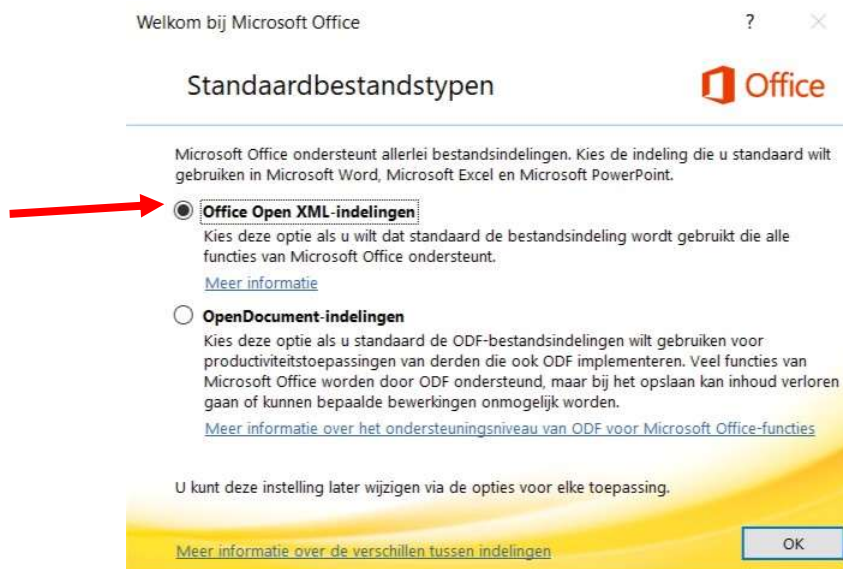 Welkom bij Microsoft Office
?
Standaardbestandstypen
Office
Microsoft Office ondersteunt allerlei bestandsindelingen. Kies de indeling die u standaard wilt
gebruiken in Microsoft Word, Microsoft Excel en Microsoft PowerPoint.
Office Open XML-indelingen
Kies deze optie als u wilt dat standaard de bestandsindeling wordt gebruikt die alle
functies van Microsoft Office ondersteunt.
Meer informatie
OpenDocument-indelingen
Kies deze optie als u standaard de ODF-bestandsindelingen wilt gebruiken voor
productiviteitstoepassingen van derden die ook ODF implementeren. Veel functies van
Microsoft Office worden door ODF ondersteund, maar bij het opslaan kan inhoud verloren
gaan of kunnen bepaalde bewerkingen onmogelijk worden.
Meer informatie over het ondersteuningsniveau van ODF voor Microsoft Office-functies
U kunt deze instelling later wijzigen via de opties voor elke toepassing.
Meer informatie over de verschillen tussen indelingen
OK